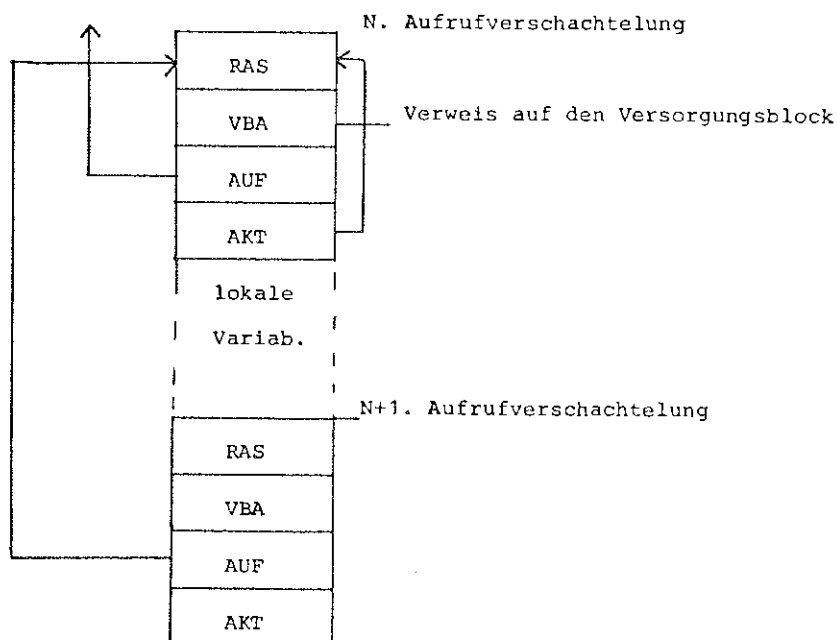 N. Aufrufverschachtelung
RAS
VBA
Verweis auf den Versorgungsblock
AUF
AKT
lokale
Variab.
N+1. Aufrufverschachtelung
RAS
VBA
AUF
AKT